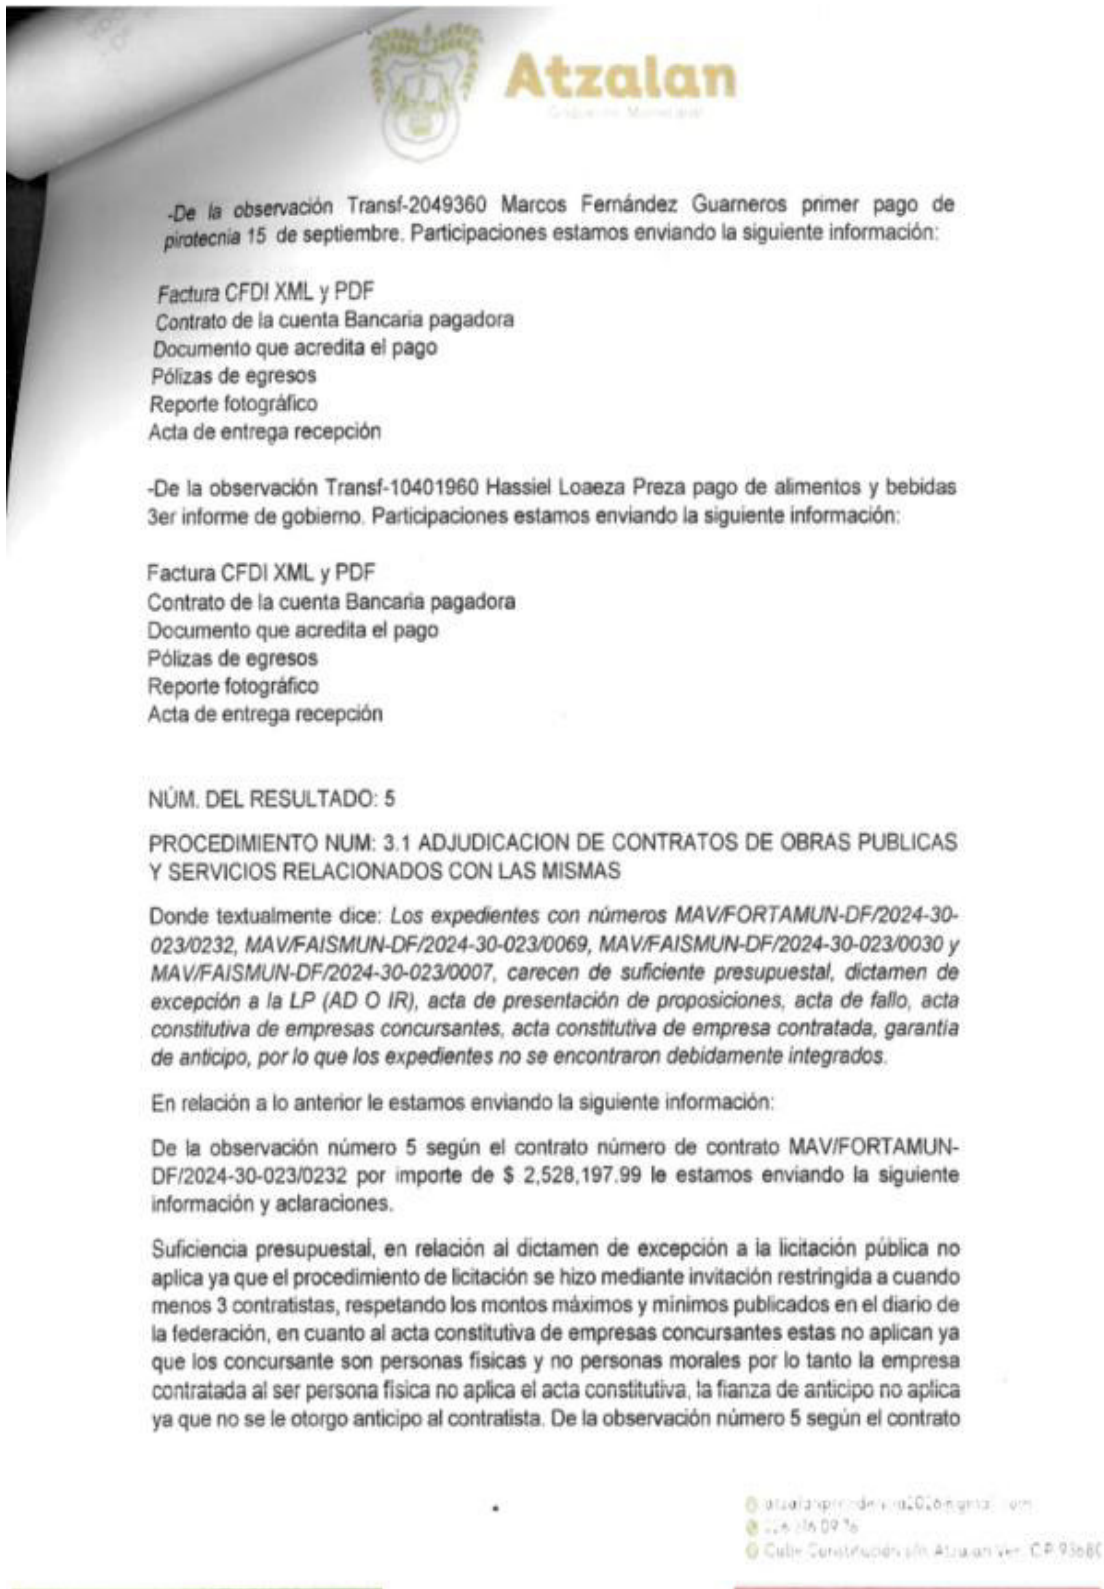 Atzalan
-De la observación Transf-2049360 Marcos Fernández Guarneros primer pago de
pirotecnia 15 de septiembre. Participaciones estamos enviando la siguiente información:
Factura CFDI XML y PDF
Contrato de la cuenta Bancaria pagadora
Documento que acredita el pago
Pólizas de egresos
Reporte fotográfico
Acta de entrega recepción
-De la observación Transf-10401960 Hassiel Loaeza Preza pago de alimentos y bebidas
3er informe de gobierno. Participaciones estamos enviando la siguiente información:
Factura CFDI XML y PDF
Contrato de la cuenta Bancaria pagadora
Documento que acredita el pago
Pólizas de egresos
Reporte fotográfico
Acta de entrega recepción
NÚM. DEL RESULTADO: 5
PROCEDIMIENTO NUM: 3.1 ADJUDICACION DE CONTRATOS DE OBRAS PUBLICAS
Y SERVICIOS RELACIONADOS CON LAS MISMAS
Donde textualmente dice: Los expedientes con números MAV/FORTAMUN-DF/2024-30-
023/0232, MAV/FAISMUN-DF/2024-30-023/0069, MAV/FAISMUN-DF/2024-30-023/0030 y
MAV/FAISMUN-DF/2024-30-023/0007, carecen de suficiente presupuestal, dictamen de
excepción a la LP (AD O IR), acta de presentación de proposiciones, acta de fallo, acta
constitutiva de empresas concursantes, acta constitutiva de empresa contratada, garantía
de anticipo, por lo que los expedientes no se encontraron debidamente integrados.
En relación a lo anterior le estamos enviando la siguiente información:
De la observación número 5 según el contrato número de contrato MAV/FORTAMUN-
DF/2024-30-023/0232 por importe de $ 2,528,197.99 le estamos enviando la siguiente
información y aclaraciones.
Suficiencia presupuestal, en relación al dictamen de excepción a la licitación pública no
aplica ya que el procedimiento de licitación se hizo mediante invitación restringida a cuando
menos 3 contratistas, respetando los montos máximos y mínimos publicados en el diario de
la federación, en cuanto al acta constitutiva de empresas concursantes estas no aplican ya
que los concursante son personas físicas y no personas morales por lo tanto la empresa
contratada al ser persona física no aplica el acta constitutiva, la fianza de anticipo no aplica
ya que no se le otorgo anticipo al contratista. De la observación número 5 según el contrato
Calle Constitución s/n Atzalan Ver. C.P. 93680